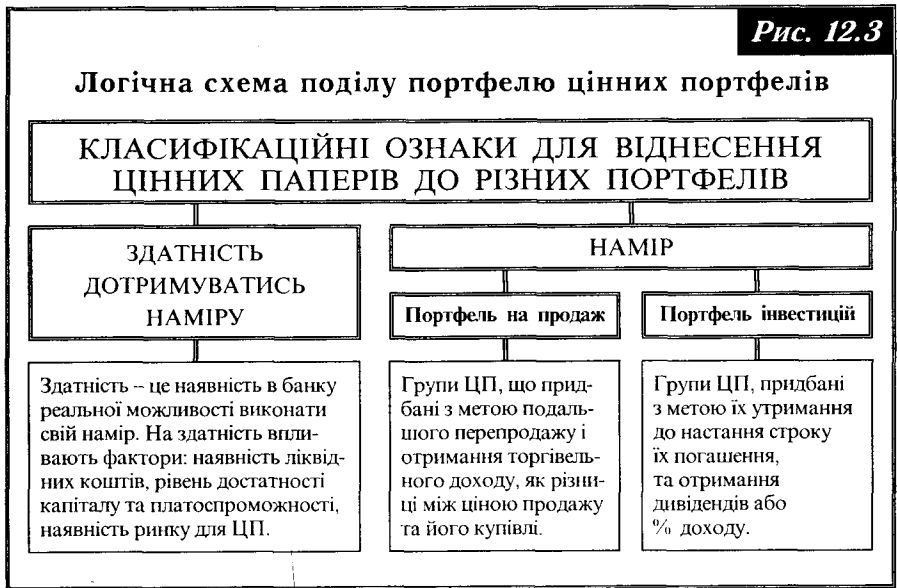 Рис. 12.3
Логічна схема поділу портфелю цінних портфелів
КЛАСИФІКАЦІЙНІ ОЗНАКИ ДЛЯ ВІДНЕСЕННЯ
ЦІННИХ ПАПЕРІВ ДО РІЗНИХ ПОРТФЕЛІВ
ЗДАТНІСТЬ
ДОТРИМУВАТИСЬ
НАМІРУ
Здатність – це наявність в банку
реальної можливості виконати
свій намір. На здатність впли-
вають фактори: наявність ліквід-
них коштів, рівень достатності
капіталу та платоспроможності,
наявність ринку для ЦП.
НАМІР
Портфель на продаж
Групи ЦП, що прид-
бані з метою подаль-
шого перепродажу і
отримання торгівель-
ного доходу, як різни-
ці між ціною продажу
та його купівлі.
Портфель інвестицій
Групи ЦП, придбані
з метою їх утримання
до настання строку
їх погашення,
та отримання
дивідендів або
% доходу.